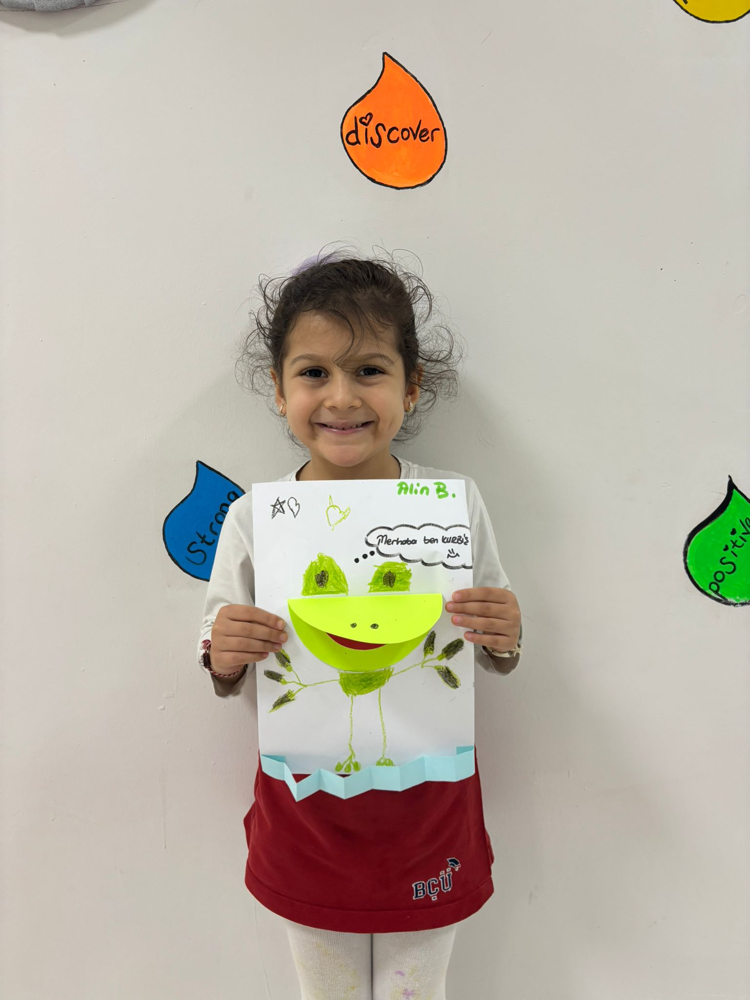 discover
Strong
positive
Alin B.
Merhaba ben KURBİŞ
BÇÜ